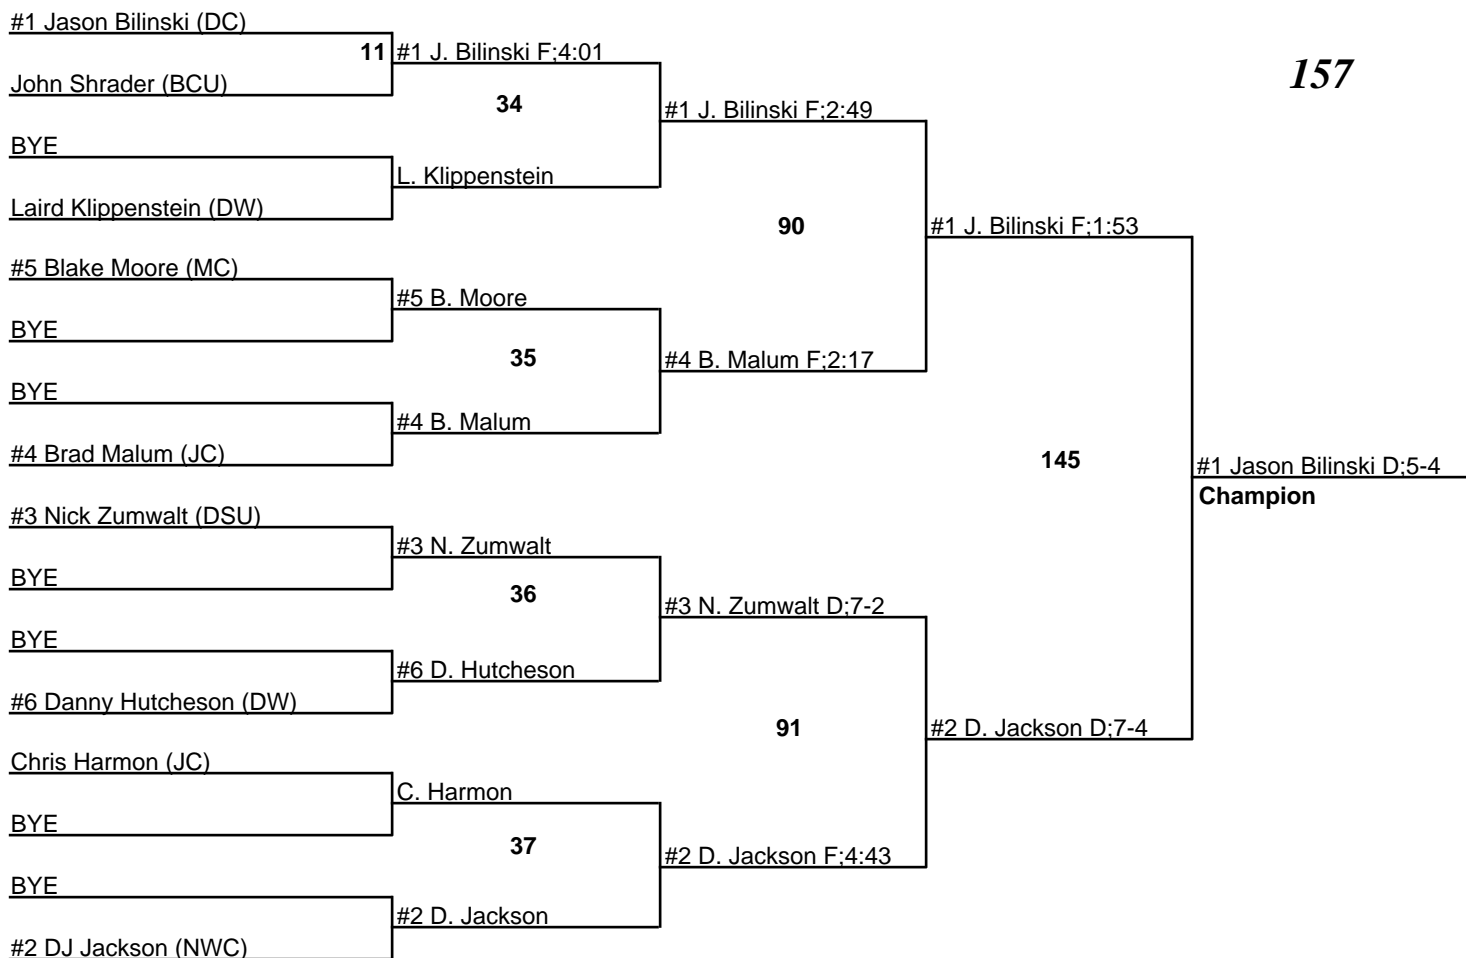 #1 Jason Bilinski (DC)
11 #1 J. Bilinski F;4:01
157
John Shrader (BCU)
34
#1 J. Bilinski F;2:49
BYE
L. Klippenstein
Laird Klippenstein (DW)
90
#1 J. Bilinski F;1:53
#5 Blake Moore (MC)
#5 B. Moore
BYE
35
#4 B. Malum F;2:17
BYE
#4 B. Malum
#4 Brad Malum (JC)
145
#1 Jason Bilinski D;5-4
Champion
#3 Nick Zumwalt (DSU)
#3 N. Zumwalt
BYE
36
#3 N. Zumwalt D;7-2
BYE
#6 D. Hutcheson
#6 Danny Hutcheson (DW)
91
#2 D. Jackson D;7-4
Chris Harmon (JC)
C. Harmon
BYE
37
#2 D. Jackson F;4:43
BYE
#2 D. Jackson
#2 DJ Jackson (NWC)